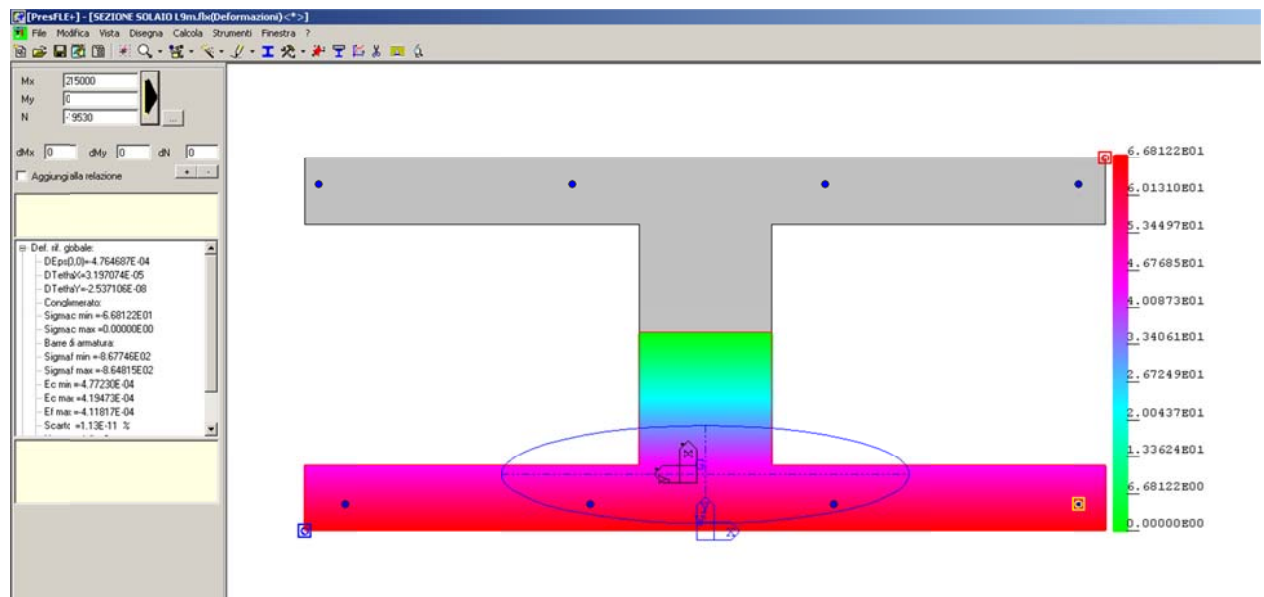 [PresFLE+] - [SEZIONE SOLAIO L9m.flx(Deformazioni)<*>]
File Modifica Vista Disegna Calcola Strumenti Finestra ?
Mx 215000
My 0
N -19530
dMx 0 dMy 0 dN 0
Aggiungi alla relazione + -
Def. rif. globale:
DEps(0,0)=-4.764687E-04
DTethaX=3.197074E-05
DTethaY=-2.537106E-08
Conglomerato:
Sigmac min =-6.68122E01
Sigmac max =0.00000E00
Barre di armatura:
Sigmaf min =-8.67746E02
Sigmaf max =-8.64815E02
Ec min =-4.77230E-04
Ec max =4.19473E-04
Ef max =-4.11817E-04
Scarto =1.13E-11 %
6.68122E01
6.01310E01
5.34497E01
4.67685E01
4.00873E01
3.34061E01
2.67249E01
2.00437E01
1.33624E01
6.68122E00
0.00000E00
X